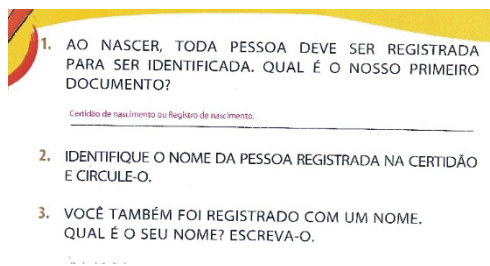 1. AO NASCER, TODA PESSOA DEVE SER REGISTRADA
PARA SER IDENTIFICADA. QUAL É O NOSSO PRIMEIRO
DOCUMENTO?
Certidão de nascimento ou Registro de nascimento.
2. IDENTIFIQUE O NOME DA PESSOA REGISTRADA NA CERTIDÃO
E CIRCULE-O.
3. VOCÊ TAMBÉM FOI REGISTRADO COM UM NOME.
QUAL É O SEU NOME? ESCREVA-O.